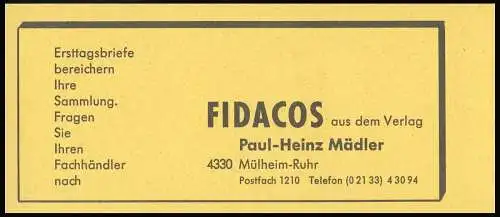 Ersttagsbriefe
bereichern
Ihre
Sammlung.
Fragen
Sie
Ihren
Fachhändler
nach
FIDACOS aus dem Verlag
Paul-Heinz Mädler
4330 Mülheim-Ruhr
Postfach 1210 Telefon (0 21 33) 4 30 94